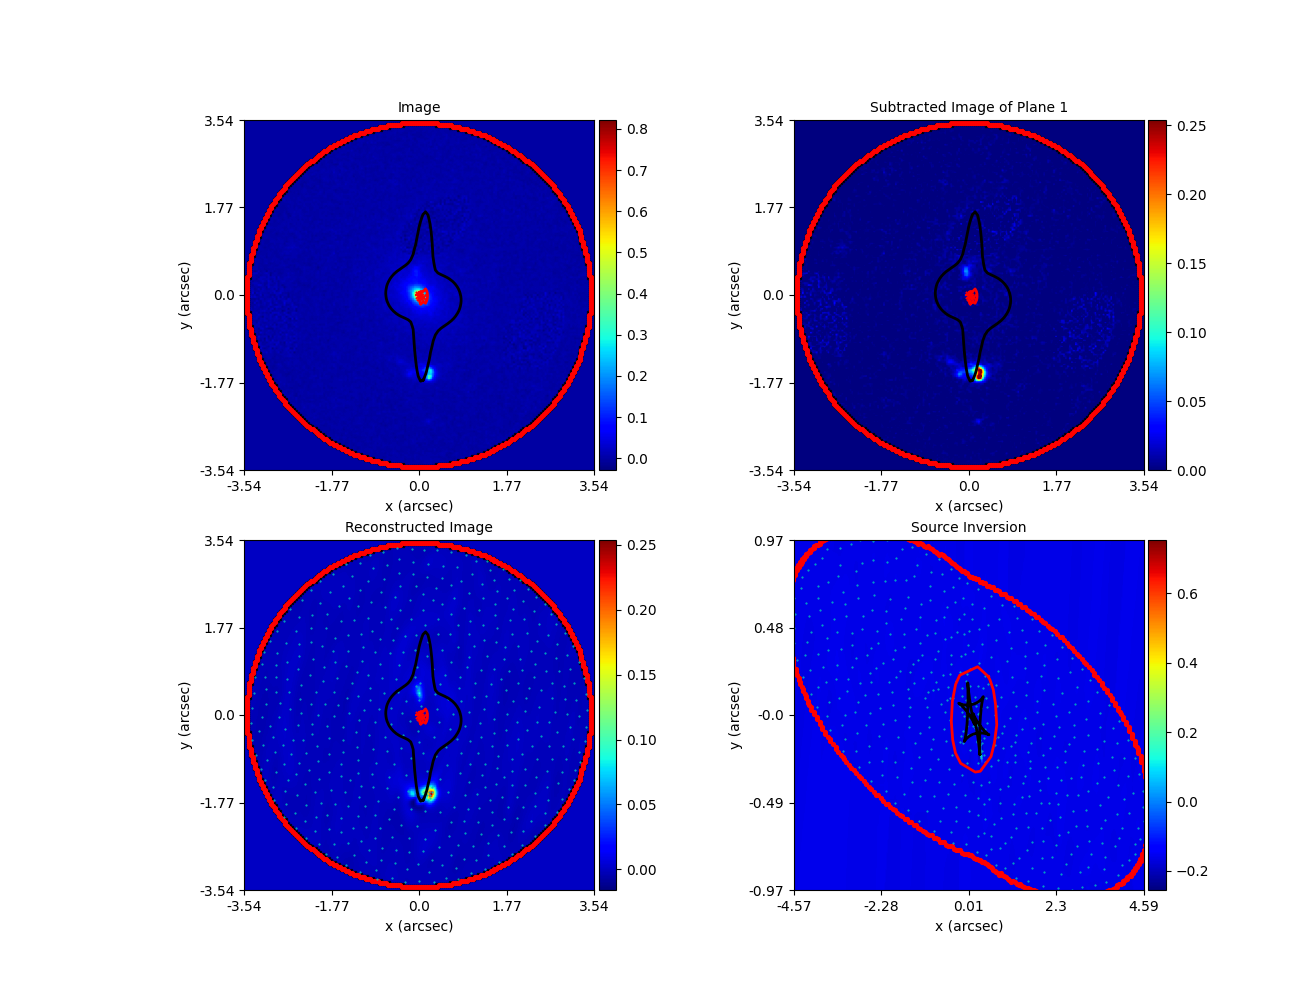 Image
3.54
1.77
0.0
-1.77
-3.54
y (arcsec)
-3.54 -1.77 0.0 1.77 3.54
x (arcsec)
0.8
0.7
0.6
0.5
0.4
0.3
0.2
0.1
0.0
Subtracted Image of Plane 1
3.54
1.77
0.0
-1.77
-3.54
y (arcsec)
-3.54 -1.77 0.0 1.77 3.54
x (arcsec)
0.25
0.20
0.15
0.10
0.05
0.00
Reconstructed Image
3.54
1.77
0.0
-1.77
-3.54
y (arcsec)
-3.54 -1.77 0.0 1.77 3.54
x (arcsec)
0.25
0.20
0.15
0.10
0.05
0.00
Source Inversion
0.97
0.48
-0.0
-0.49
-0.97
y (arcsec)
-4.57 -2.28 0.01 2.3 4.59
x (arcsec)
0.6
0.4
0.2
0.0
−0.2